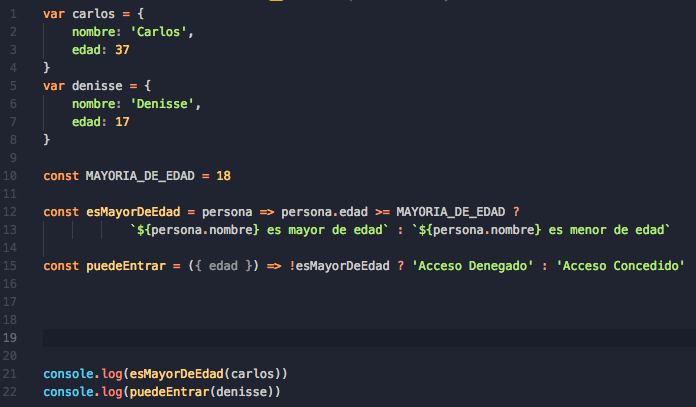 1 var carlos = {
2 nombre: 'Carlos',
3 edad: 37
4 }
5 var denisse = {
6 nombre: 'Denisse',
7 edad: 17
8 }
9
10 const MAYORIA_DE_EDAD = 18
11
12 const esMayorDeEdad = persona => persona.edad >= MAYORIA_DE_EDAD ?
13 `${persona.nombre} es mayor de edad` : `${persona.nombre} es menor de edad`
14
15 const puedeEntrar = ({ edad }) => !esMayorDeEdad ? 'Acceso Denegado' : 'Acceso Concedido'
16
17
18
19
20
21 console.log(esMayorDeEdad(carlos))
22 console.log(puedeEntrar(denisse))